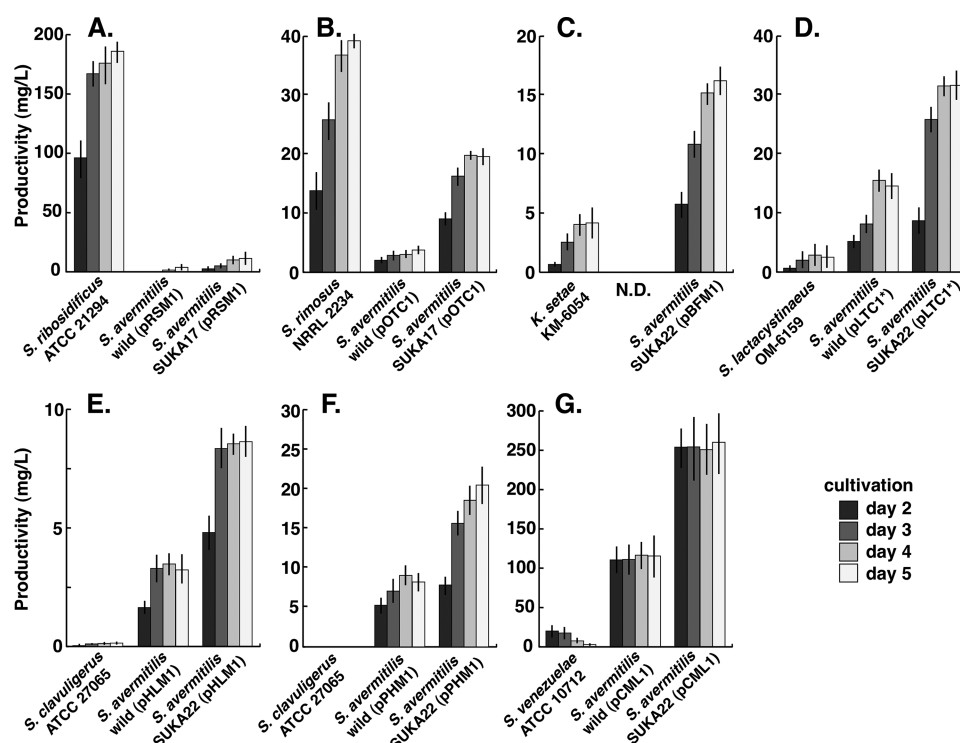 A.
B.
C.
D.
Productivity (mg/L)
200
150
100
50
0
S. ribosidificus
ATCC 21294
S. avermitilis
wild (pRSM1)
S. avermitilis
SUKA17 (pRSM1)
40
30
20
10
0
S. rimosus
NRRL 2234
S. avermitilis
wild (pOTC1)
S. avermitilis
SUKA17 (pOTC1)
20
15
10
5
0
K. setae
KM-6054
N.D.
S. avermitilis
SUKA22 (pBFM1)
40
30
20
10
0
S. lactacystinaeus
OM-6159
S. avermitilis
wild (pLTC1*)
S. avermitilis
SUKA22 (pLTC1*)
E.
F.
G.
Productivity (mg/L)
10
5
0
S. clavuligerus
ATCC 27065
S. avermitilis
wild (pHLM1)
S. avermitilis
SUKA22 (pHLM1)
30
25
20
15
10
5
0
S. clavuligerus
ATCC 27065
S. avermitilis
wild (pPHM1)
S. avermitilis
SUKA22 (pPHM1)
300
250
200
150
100
50
0
S. venezuelae
ATCC 10712
S. avermitilis
wild (pCML1)
S. avermitilis
SUKA22 (pCML1)
cultivation
day 2
day 3
day 4
day 5